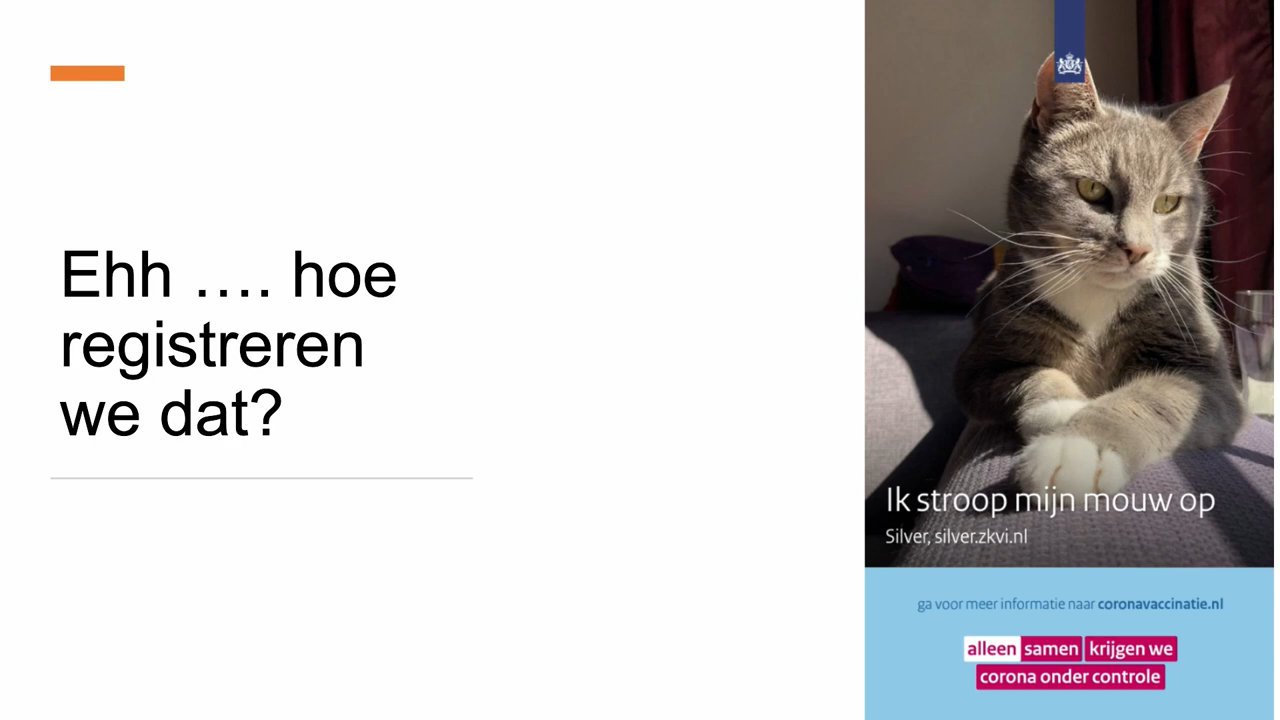 Ehh …. hoe
registreren
we dat?
Ik stroop mijn mouw op
Silver, silver.zkvi.nl
ga voor meer informatie naar coronavaccinatie.nl
alleen samen krijgen we
corona onder controle